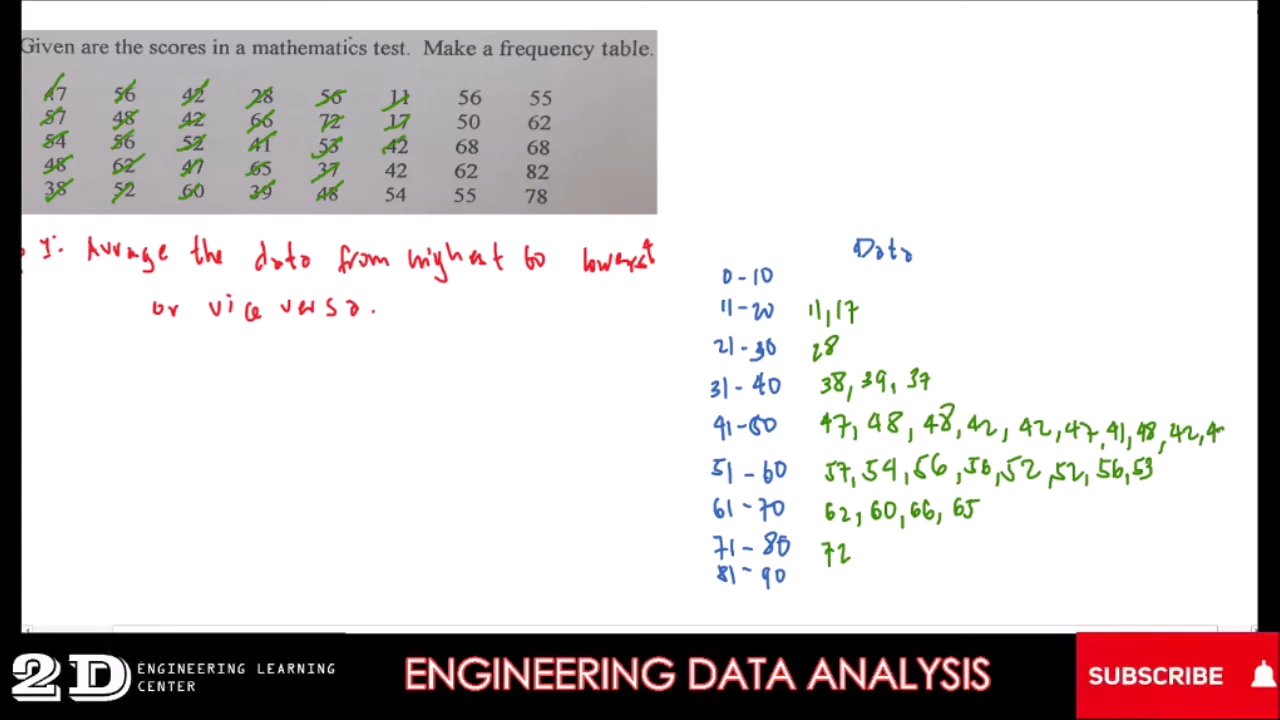 Given are the scores in a mathematics test. Make a frequency table.
47 56 42 28 56 11 56 55
57 48 42 66 72 17 50 62
54 56 52 41 53 42 68 68
48 62 47 65 37 42 62 82
38 52 60 39 48 54 55 78
1: Arrange the data from highest to lowest
or vice versa.
Data
0-10
11-20 11, 17
21-30 28
31-40 38, 39, 37
41-50 47, 48, 48, 42, 42, 47, 41, 48, 42, 4
51-60 57, 54, 56, 56, 52, 52, 56, 53
61-70 62, 60, 66, 65
71-80 72
81-90
2D ENGINEERING LEARNING
CENTER
ENGINEERING DATA ANALYSIS
SUBSCRIBE